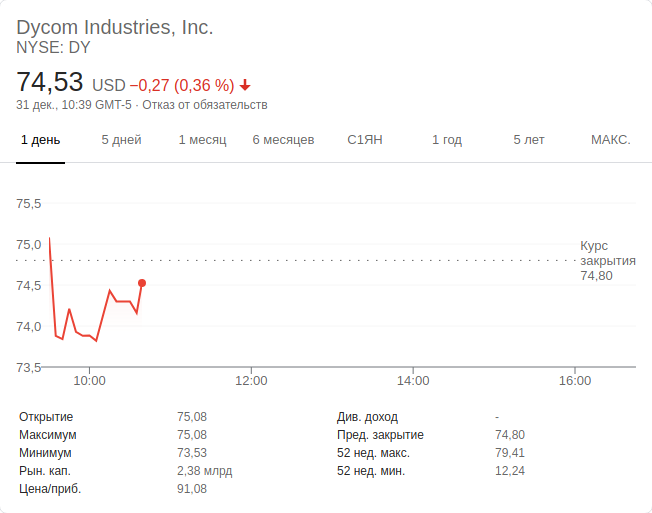 Dycom Industries, Inc.
NYSE: DY
74,53 USD −0,27 (0,36 %)
31 дек., 10:39 GMT-5 · Отказ от обязательств
1 день 5 дней 1 месяц 6 месяцев С1ЯН 1 год 5 лет МАКС.
75,5
75,0
74,5
74,0
73,5
Курс
закрытия
74,80
10:00 12:00 14:00 16:00
Открытие 75,08 Див. доход -
Максимум 75,08 Пред. закрытие 74,80
Минимум 73,53 52 нед. макс. 79,41
Рын. кап. 2,38 млрд 52 нед. мин. 12,24
Цена/приб. 91,08